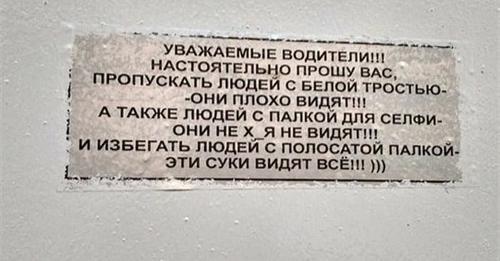 УВАЖАЕМЫЕ ВОДИТЕЛИ!!!
НАСТОЯТЕЛЬНО ПРОШУ ВАС,
ПРОПУСКАТЬ ЛЮДЕЙ С БЕЛОЙ ТРОСТЬЮ-
-ОНИ ПЛОХО ВИДЯТ!!!
А ТАКЖЕ ЛЮДЕЙ С ПАЛКОЙ ДЛЯ СЕЛФИ-
ОНИ НЕ Х_Я НЕ ВИДЯТ!!!
И ИЗБЕГАТЬ ЛЮДЕЙ С ПОЛОСАТОЙ ПАЛКОЙ-
ЭТИ СУКИ ВИДЯТ ВСЁ!!! )))